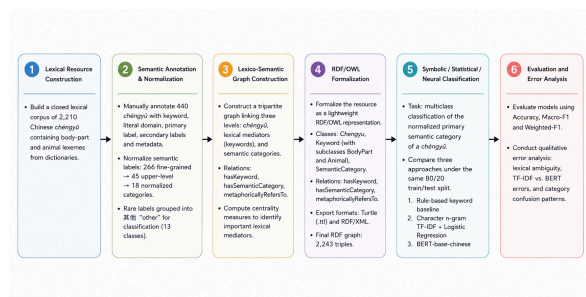 1
Lexical Resource
Construction
• Build a closed lexical
corpus of 2,210
Chinese chéngyǔ
containing body-part
and animal lexemes
from dictionaries.
2
Semantic Annotation
& Normalization
• Manually annotate 440
chéngyǔ with keyword,
literal domain, primary
label, secondary labels
and metadata.
• Normalize semantic
labels: 266 fine-grained
→ 45 upper-level
→ 18 normalized
categories.
• Rare labels grouped into
其他 "other" for
classification (13
classes).
3
Lexico-Semantic
Graph Construction
• Construct a tripartite
graph linking three
levels: chéngyǔ,
lexical mediators
(keywords), and
semantic categories.
• Relations:
hasKeyword,
hasSemanticCategory,
metaphoricallyRefersTo.
• Compute centrality
measures to identify
important lexical
mediators.
4
RDF/OWL
Formalization
• Formalize the resource
as a lightweight
RDF/OWL representation.
• Classes: Chengyu,
Keyword (with
subclasses BodyPart
and Animal),
SemanticCategory.
• Relations: hasKeyword,
hasSemanticCategory,
metaphoricallyRefersTo.
• Export formats: Turtle
(.ttl) and RDF/XML.
• Final RDF graph:
2,243 triples.
5
Symbolic / Statistical /
Neural Classification
• Task: multiclass
classification of the
normalized primary
semantic category
of a chéngyǔ.
• Compare three
approaches under the
same 80/20
train/test split.
1. Rule-based keyword
baseline
2. Character n-gram
TF-IDF + Logistic
Regression
3. BERT-base-chinese
6
Evaluation and
Error Analysis
• Evaluate models using
Accuracy, Macro-F1
and Weighted-F1.
• Conduct qualitative
error analysis:
lexical ambiguity,
TF-IDF vs. BERT
errors, and category
confusion patterns.